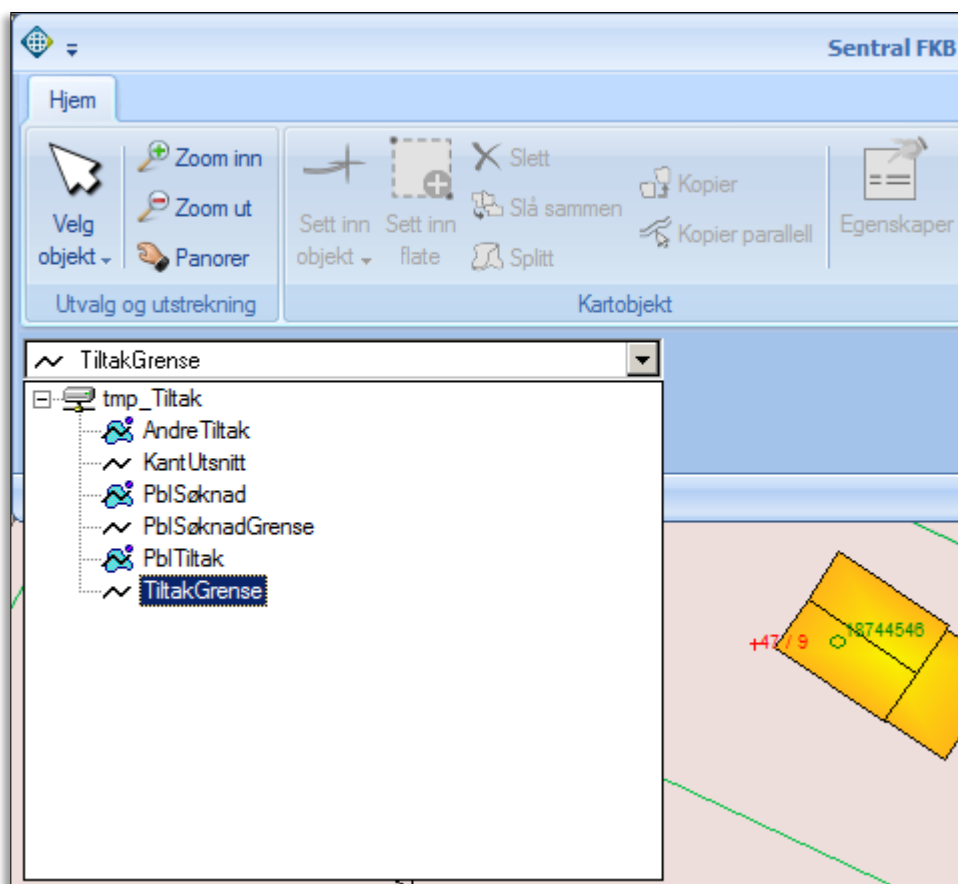 Sentral FKB
Hjem
Velg objekt
Zoom inn
Zoom ut
Panorer
Utvalg og utstrekning
Sett inn objekt
Sett inn flate
Slett
Slå sammen
Splitt
Kopier
Kopier parallell
Egenskaper
Kartobjekt
TiltakGrense
tmp_Tiltak
AndreTiltak
KantUtsnitt
PblSøknad
PblSøknadGrense
PblTiltak
TiltakGrense
+47 / 9
18744546